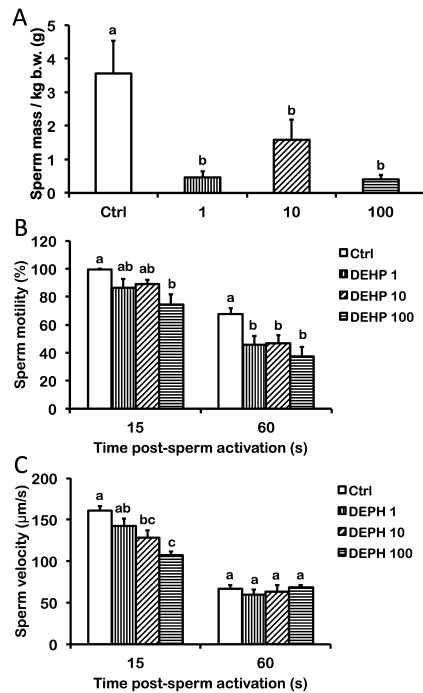 A
Sperm mass / kg b.w. (g)
5
4
3
2
1
0
a
b
b
b
Ctrl 1 10 100
B
Sperm motility (%)
120
100
80
60
40
20
0
a ab ab b
a b b b
Ctrl
DEHP 1
DEHP 10
DEHP 100
15 60
Time post-sperm activation (s)
C
Sperm velocity (μm/s)
200
150
100
50
0
a ab bc c
a a a a
Ctrl
DEPH 1
DEPH 10
DEPH 100
15 60
Time post-sperm activation (s)